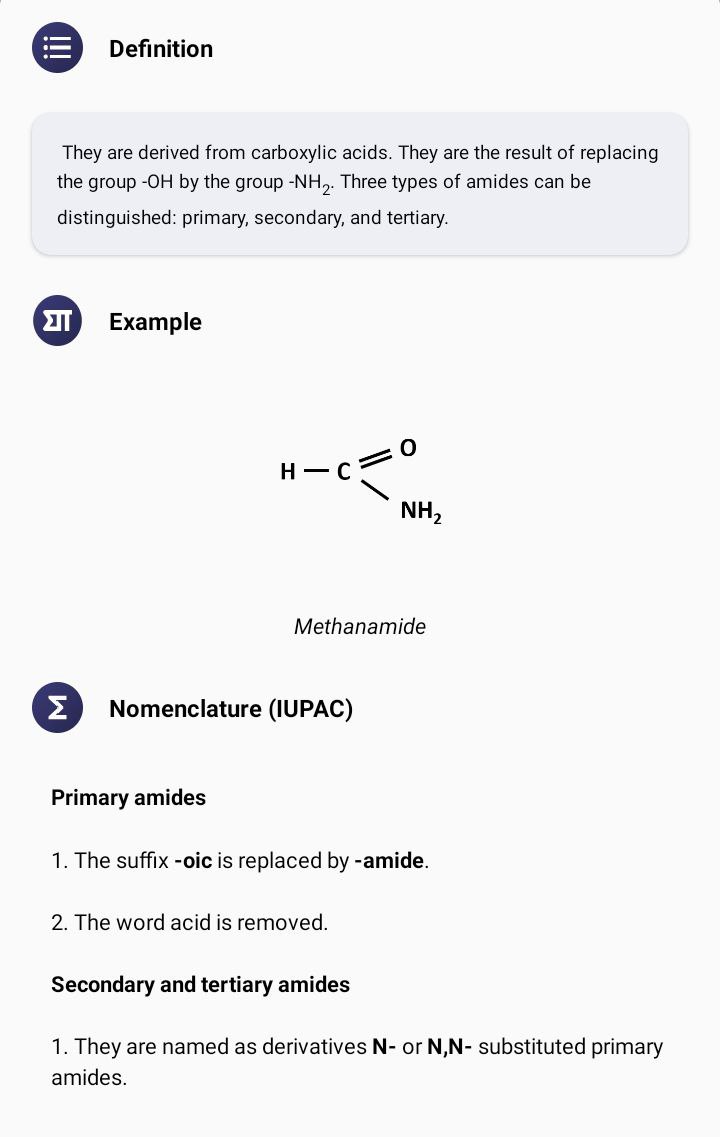 Definition
They are derived from carboxylic acids. They are the result of replacing
the group -OH by the group -NH₂. Three types of amides can be
distinguished: primary, secondary, and tertiary.
ΣΠ
Example
O
H — C
NH₂
Methanamide
Σ
Nomenclature (IUPAC)
Primary amides
1. The suffix -oic is replaced by -amide.
2. The word acid is removed.
Secondary and tertiary amides
1. They are named as derivatives N- or N,N- substituted primary
amides.